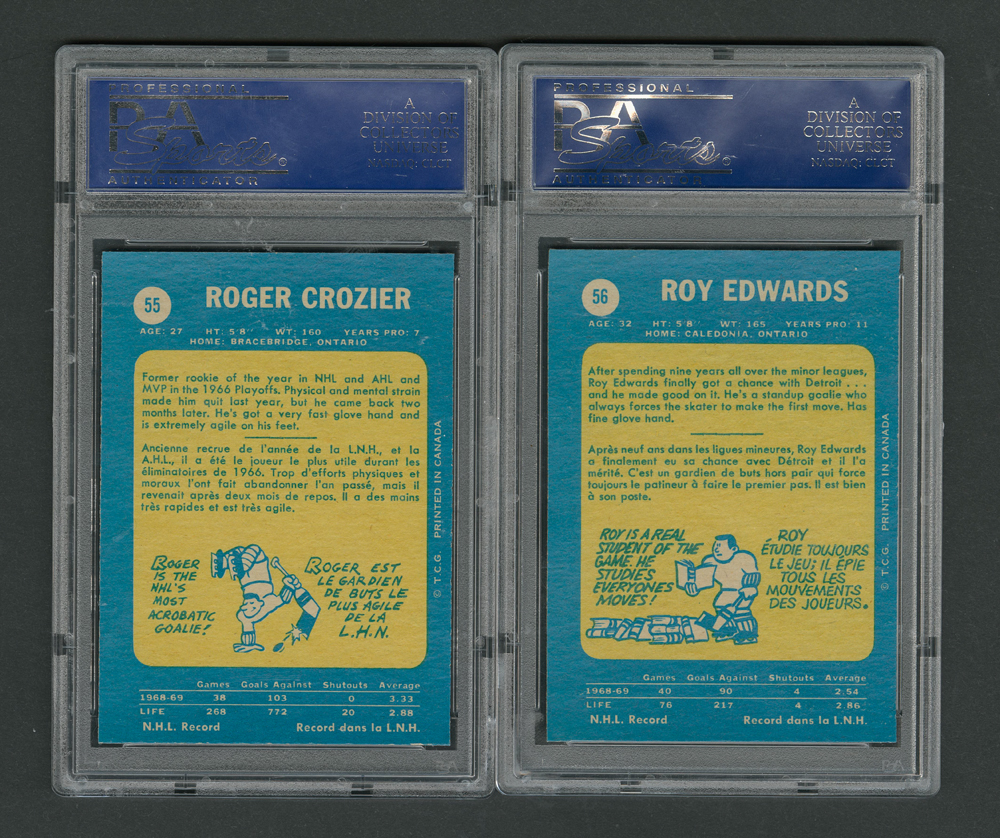 PROFESSIONAL
PSA
Sports
AUTHENTICATOR
A
DIVISION OF
COLLECTORS
UNIVERSE
NASDAQ: CLCT
55
ROGER CROZIER
AGE: 27 HT: 5'8" WT: 160 YEARS PRO: 7
HOME: BRACEBRIDGE, ONTARIO
Former rookie of the year in NHL and AHL and
MVP in the 1966 Playoffs. Physical and mental strain
made him quit last year, but he came back two
months later. He's got a very fast glove hand and
is extremely agile on his feet.
Ancienne recrue de l'année de la L.N.H., et la
A.H.L., il a été le joueur le plus utile durant les
éliminatoires de 1966. Trop d'efforts physiques et
moraux l'ont fait abandonner l'an passé, mais il
revenait après deux mois de repos. Il a des mains
très rapides et est très agile.
ROGER
IS THE
NHL'S
MOST
ACROBATIC
GOALIE!
ROGER EST
LE GARDIEN
DE BUTS LE
PLUS AGILE
DE LA
L.H.N.
© T.C.G. PRINTED IN CANADA
Games Goals Against Shutouts Average
1968-69 38 103 0 3.33
LIFE 268 772 20 2.88
N.H.L. Record Record dans la L.N.H.
PROFESSIONAL
PSA
Sports
AUTHENTICATOR
A
DIVISION OF
COLLECTORS
UNIVERSE
NASDAQ: CLCT
56
ROY EDWARDS
AGE: 32 HT: 5'8" WT: 165 YEARS PRO: 11
HOME: CALEDONIA, ONTARIO
After spending nine years all over the minor leagues,
Roy Edwards finally got a chance with Detroit . . .
and he made good on it. He's a standup goalie who
always forces the skater to make the first move. Has
fine glove hand.
Après neuf ans dans les ligues mineures, Roy Edwards
a finalement eu sa chance avec Détroit et il l'a
mérité. C'est un gardien de buts hors pair qui force
toujours le patineur à faire le premier pas. Il est bien
à son poste.
ROY IS A REAL
STUDENT OF THE
GAME. HE
STUDIES
EVERYONES
MOVES!
ROY
ÉTUDIE TOUJOURS
LE JEU; IL ÉPIE
TOUS LES
MOUVEMENTS
DES JOUEURS.
© T.C.G. PRINTED IN CANADA
Games Goals Against Shutouts Average
1968-69 40 90 4 2.54
LIFE 76 217 4 2.86
N.H.L. Record Record dans la L.N.H.